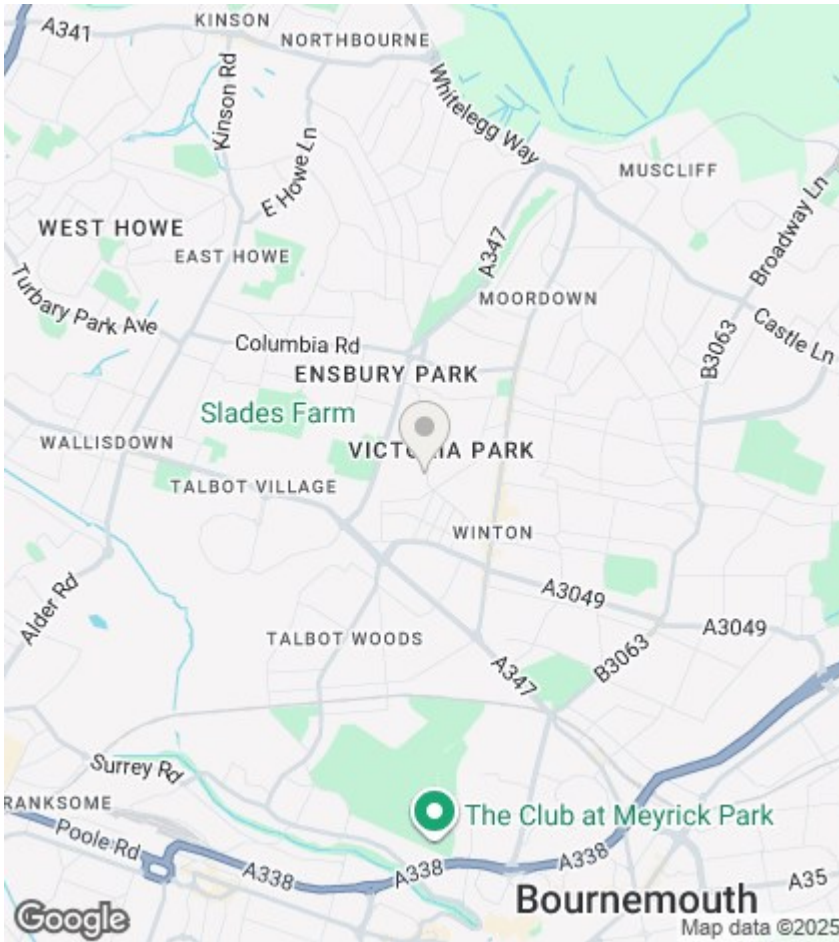 KINSON
A341
NORTHBOURNE
Kinson Rd
Whitelegg Way
E Howe Ln
MUSCLIFF
Broadway Ln
WEST HOWE
EAST HOWE
A347
Turbary Park Ave
MOORDOWN
Castle Ln
Columbia Rd
B3063
ENSBURY PARK
Slades Farm
WALLISDOWN
VICTORIA PARK
TALBOT VILLAGE
WINTON
Alder Rd
A3049
A3049
TALBOT WOODS
A347
B3063
Surrey Rd
RANKSOME
The Club at Meyrick Park
Poole Rd
A338
A338
A338
A35
Bournemouth
Google
Map data ©2025